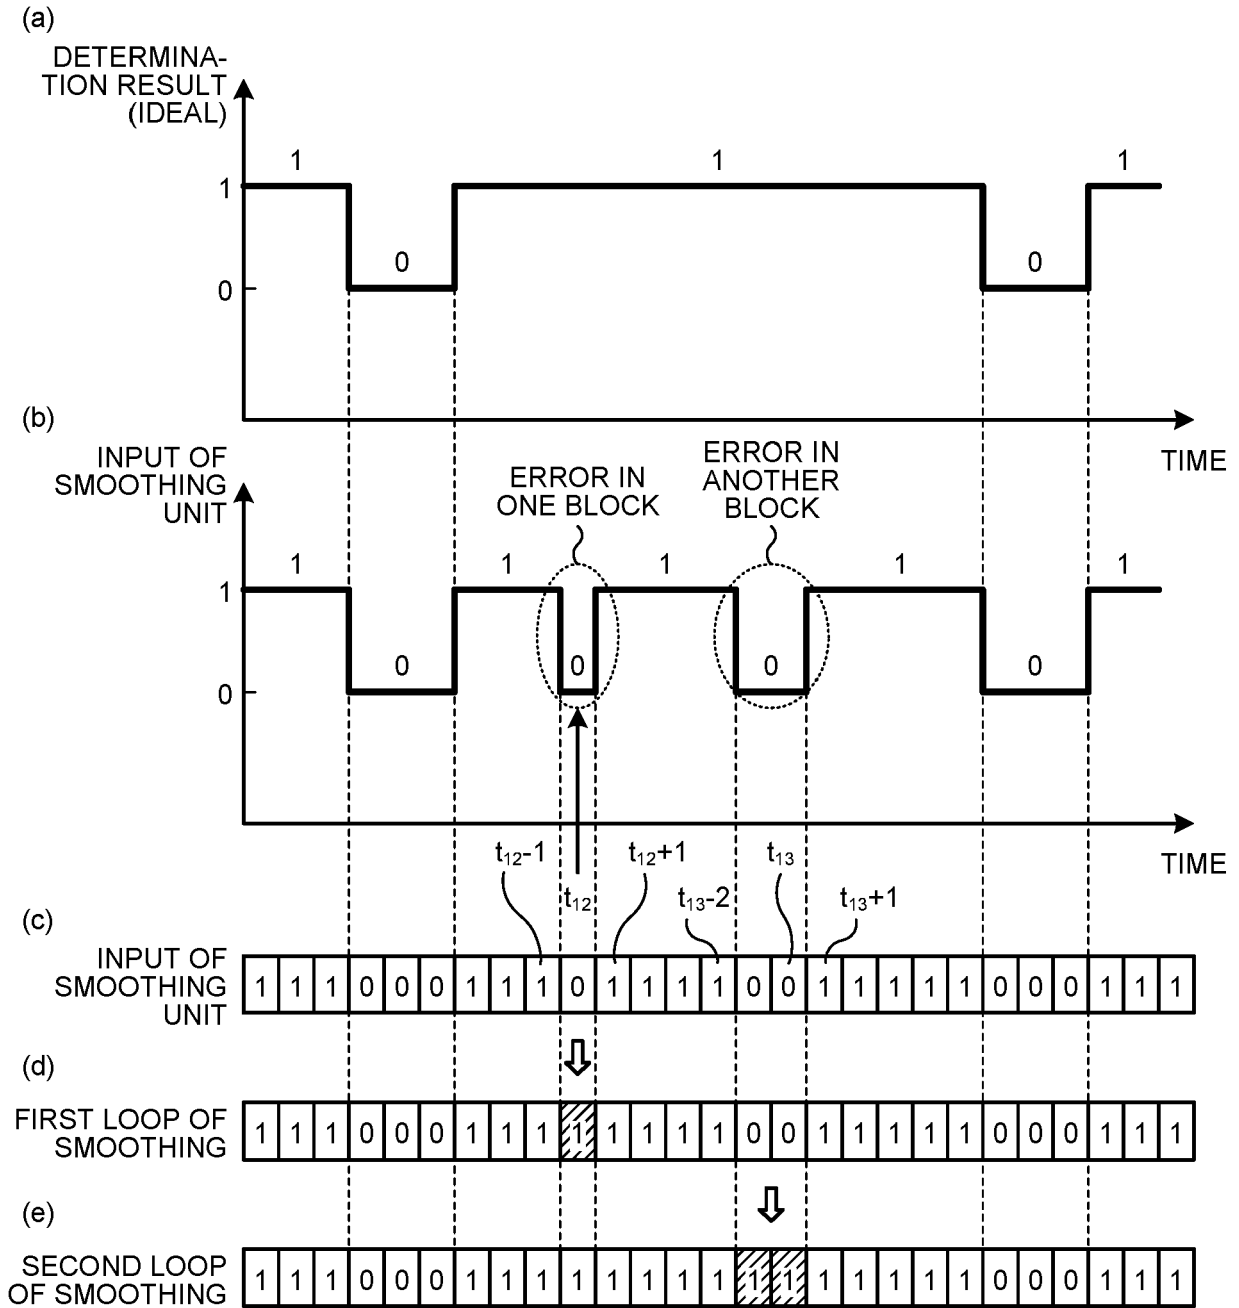 (a)
DETERMINA-
TION RESULT
(IDEAL)
1 1 1
1
0 0
0
TIME
(b)
INPUT OF
SMOOTHING
UNIT
ERROR IN
ONE BLOCK
ERROR IN
ANOTHER
BLOCK
1 1 1 1 1
1
0 0 0 0
0
TIME
t12-1 t12+1 t13
t12 t13-2 t13+1
(c)
INPUT OF
SMOOTHING
UNIT
1 1 1 0 0 0 1 1 1 0 1 1 1 1 0 0 1 1 1 1 1 0 0 0 1 1 1
(d)
FIRST LOOP OF
SMOOTHING
1 1 1 0 0 0 1 1 1 1 1 1 1 1 0 0 1 1 1 1 1 0 0 0 1 1 1
(e)
SECOND LOOP
OF SMOOTHING
1 1 1 0 0 0 1 1 1 1 1 1 1 1 1 1 1 1 1 1 1 0 0 0 1 1 1